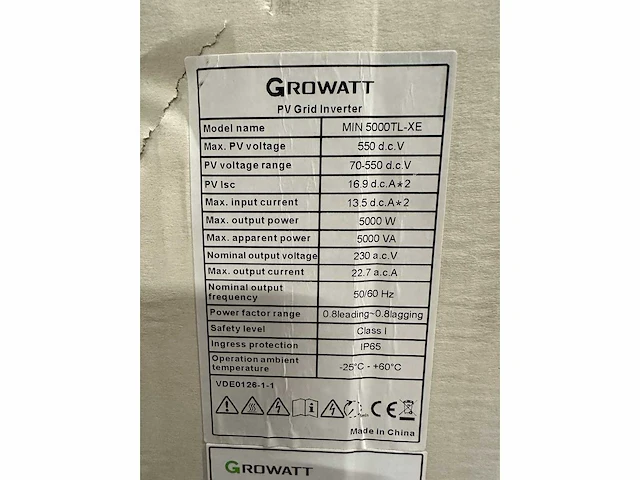 GROWATT
PV Grid Inverter
Model name MIN 5000TL-XE
Max. PV voltage 550 d.c.V
PV voltage range 70-550 d.c.V
PV Isc 16.9 d.c.A*2
Max. input current 13.5 d.c.A*2
Max. output power 5000 W
Max. apparent power 5000 VA
Nominal output voltage 230 a.c.V
Max. output current 22.7 a.c.A
Nominal output
frequency 50/60 Hz
Power factor range 0.8leading~0.8lagging
Safety level Class I
Ingress protection IP65
Operation ambient
temperature -25°C - +60°C
VDE0126-1-1
CE
Made in China
GROWATT